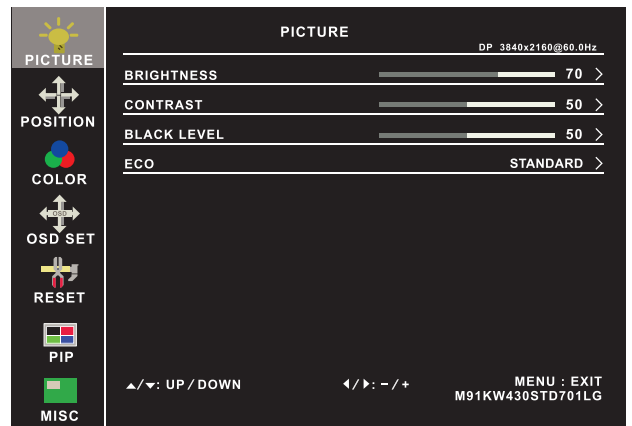 PICTURE
POSITION
COLOR
OSD
OSD SET
RESET
PIP
MISC
PICTURE
DP 3840x2160@60.0Hz
BRIGHTNESS 70 >
CONTRAST 50 >
BLACK LEVEL 50 >
ECO STANDARD >
▲/▼: UP / DOWN ◀/▶: – / + MENU : EXIT
M91KW430STD701LG